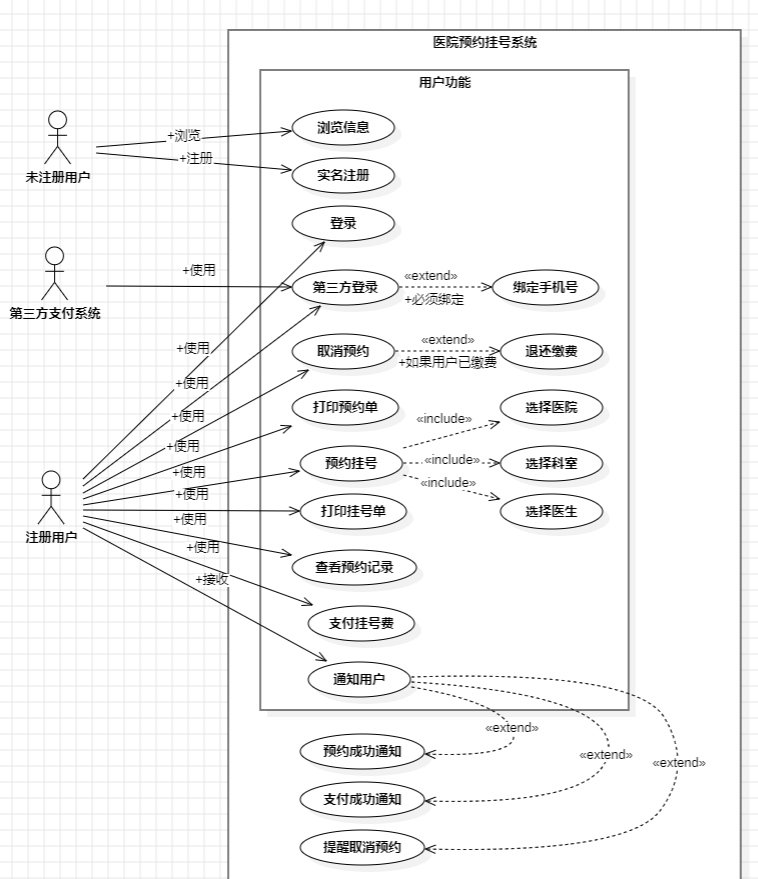 医院预约挂号系统
用户功能
浏览信息
+浏览
+注册
未注册用户
实名注册
登录
+使用
第三方登录
«extend»
+必须绑定
绑定手机号
第三方支付系统
+使用
取消预约
«extend»
+如果用户已缴费
退还缴费
+使用
打印预约单
«include»
选择医院
+使用
+使用
预约挂号
«include»
选择科室
+使用
«include»
+使用
打印挂号单
选择医生
+使用
注册用户
+使用
查看预约记录
+接收
支付挂号费
通知用户
«extend»
预约成功通知
«extend»
«extend»
支付成功通知
提醒取消预约